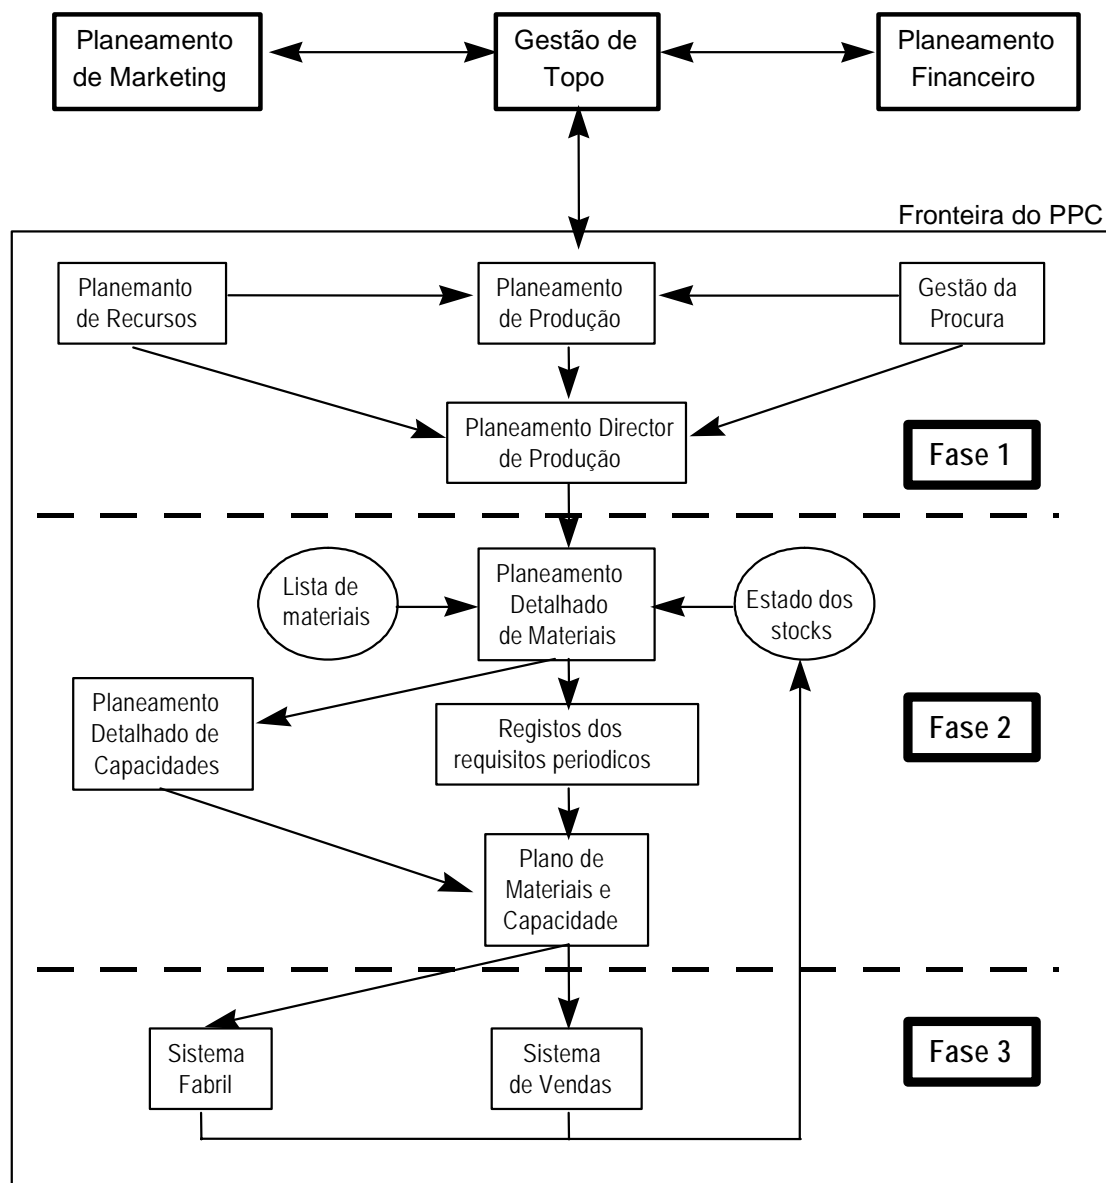 Planeamento
de Marketing
Gestão de
Topo
Planeamento
Financeiro
Fronteira do PPC
Planemanto
de Recursos
Planeamento
de Produção
Gestão da
Procura
Planeamento Director
de Produção
Fase 1
Lista de
materiais
Planeamento
Detalhado
de Materiais
Estado dos
stocks
Planeamento
Detalhado de
Capacidades
Registos dos
requisitos periodicos
Fase 2
Plano de
Materiais e
Capacidade
Sistema
Fabril
Sistema
de Vendas
Fase 3